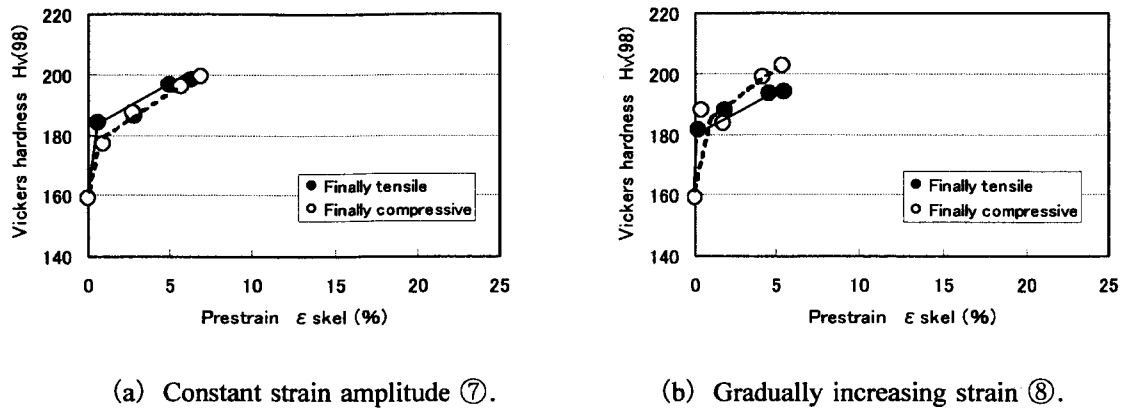 220
200
180
160
140
Vickers hardness Hv(98)
Finally tensile
Finally compressive
0 5 10 15 20 25
Prestrain ε skel (%)
(a) Constant strain amplitude ⑦.
220
200
180
160
140
Vickers hardness Hv(98)
Finally tensile
Finally compressive
0 5 10 15 20 25
Prestrain ε skel (%)
(b) Gradually increasing strain ⑧.